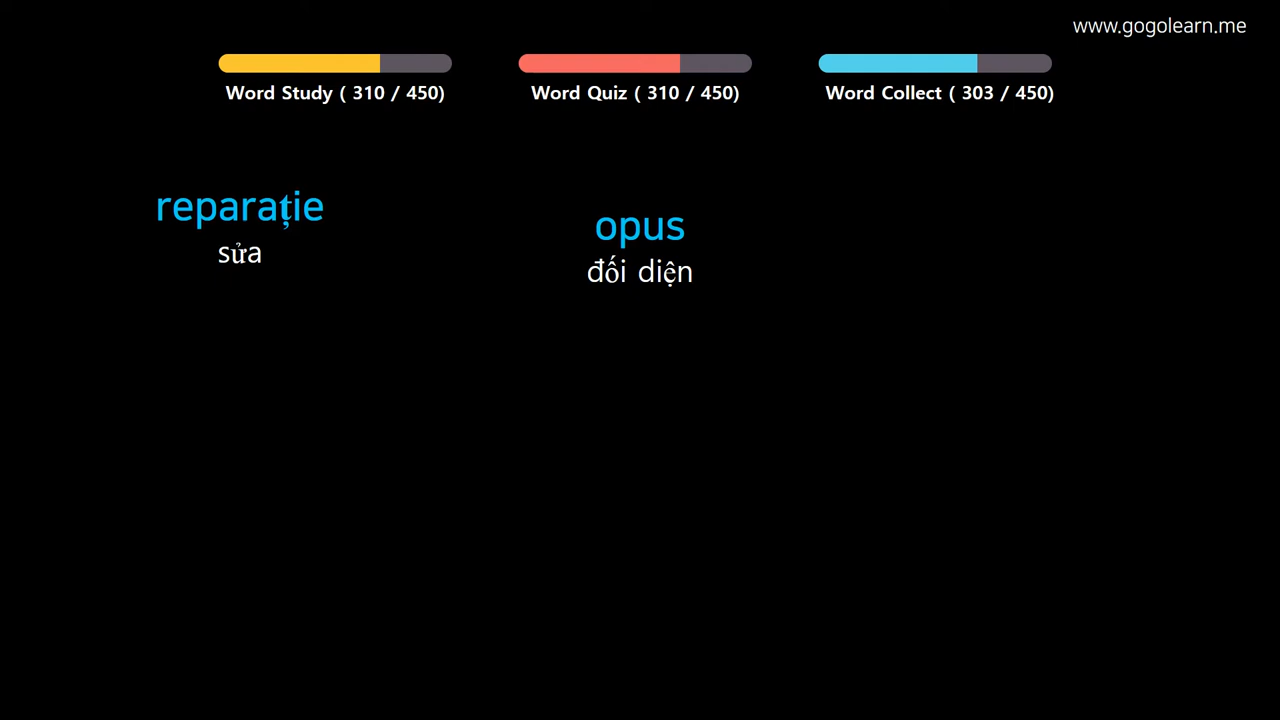 www.gogolearn.me
Word Study ( 310 / 450)
Word Quiz ( 310 / 450)
Word Collect ( 303 / 450)
reparație
sửa
opus
đối diện